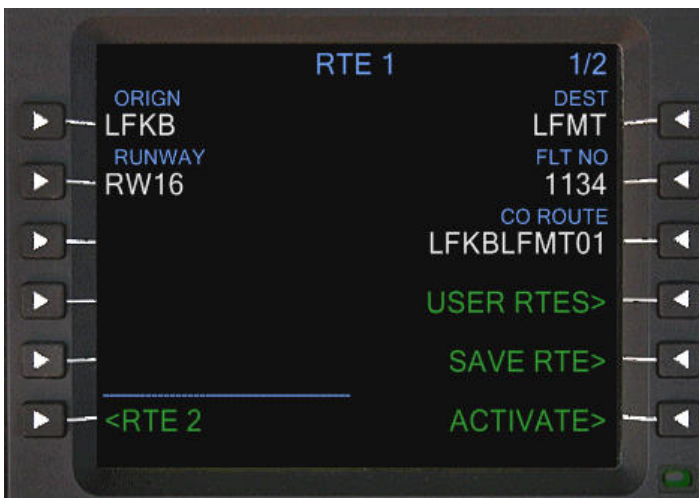 RTE 1 1/2
ORIGN DEST
LFKB LFMT
RUNWAY FLT NO
RW16 1134
CO ROUTE
LFKBLFMT01
USER RTES>
SAVE RTE>
<RTE 2 ACTIVATE>